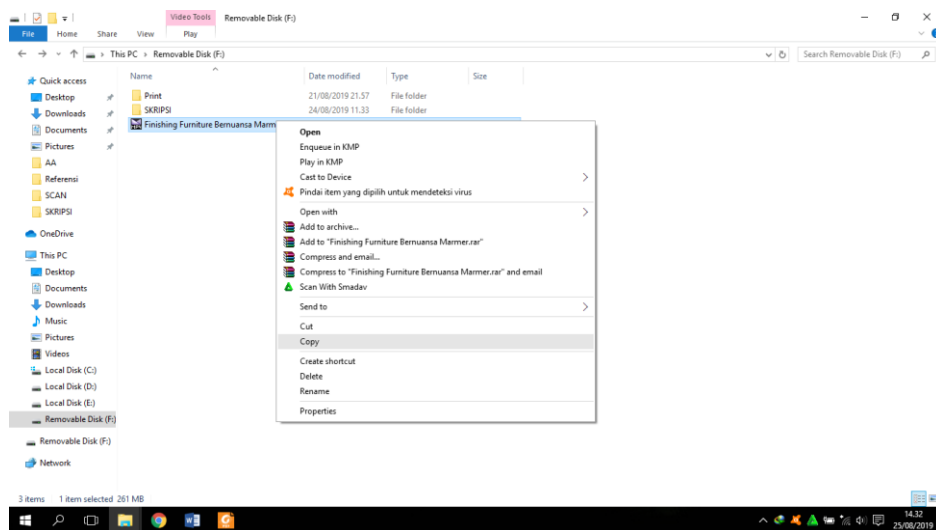 Video Tools Removable Disk (F:)
File Home Share View Play
This PC Removable Disk (F:) Search Removable Disk (F:)
Name Date modified Type Size
Print 21/08/2019 21.57 File folder
SKRIPSI 24/08/2019 11.33 File folder
Finishing Furniture Bernuansa Marm
Quick access
Desktop
Downloads
Documents
Pictures
AA
Referensi
SCAN
SKRIPSI
OneDrive
This PC
Desktop
Documents
Downloads
Music
Pictures
Videos
Local Disk (C:)
Local Disk (D:)
Local Disk (E:)
Removable Disk (F:)
Removable Disk (F:)
Network
Open
Enqueue in KMP
Play in KMP
Cast to Device
Pindai item yang dipilih untuk mendeteksi virus
Open with
Add to archive...
Add to "Finishing Furniture Bernuansa Marmer.rar"
Compress and email...
Compress to "Finishing Furniture Bernuansa Marmer.rar" and email
Scan With Smadav
Send to
Cut
Copy
Create shortcut
Delete
Rename
Properties
3 items 1 item selected 261 MB
14.32
25/08/2019